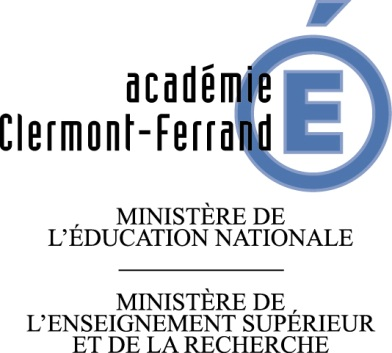 académie
Clermont-Ferrand
É
MINISTÈRE DE
L'ÉDUCATION NATIONALE
MINISTÈRE DE
L'ENSEIGNEMENT SUPÉRIEUR
ET DE LA RECHERCHE